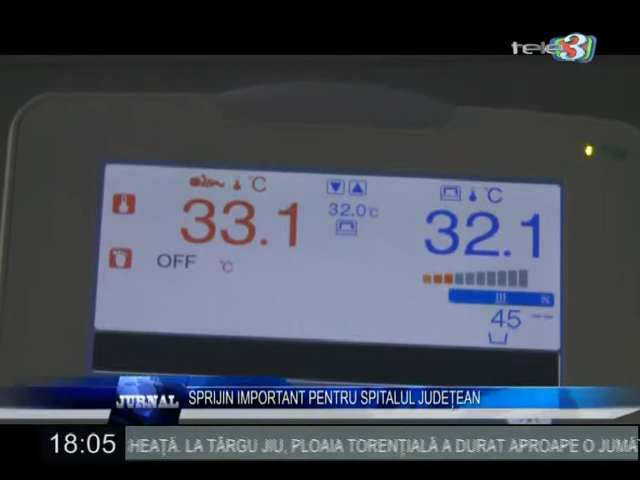 tele3
°C
33.1
32.0°C
°C
32.1
OFF
°C
%
45 --
JURNAL
SPRIJIN IMPORTANT PENTRU SPITALUL JUDEȚEAN
18:05
HEAȚĂ. LA TÂRGU JIU, PLOAIA TORENȚIALĂ A DURAT APROAPE O JUMĂ